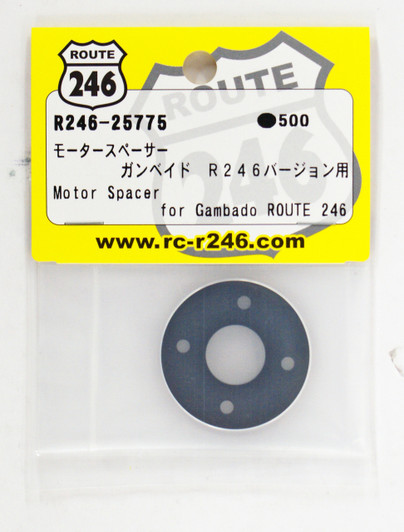 ROUTE
246
ROUTE
246
R246-25775 ●500
モータースペーサー
ガンベイド R246バージョン用
Motor Spacer
for Gambado ROUTE 246
www.rc-r246.com